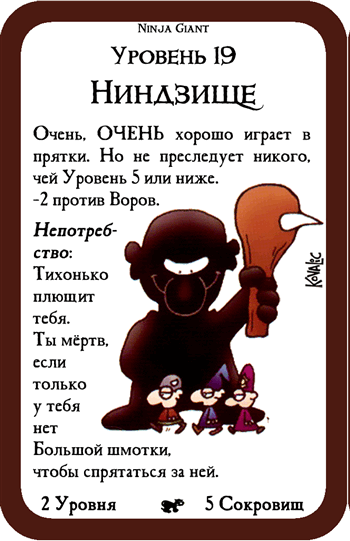 Ninja Giant
Уровень 19
Ниндзище
Очень, ОЧЕНЬ хорошо играет в
прятки. Но не преследует никого,
чей Уровень 5 или ниже.
-2 против Воров.
Непотреб-
ство:
Тихонько
плющит
тебя.
Ты мёртв,
если
только
у тебя
нет
Большой шмотки,
чтобы спрятаться за ней.
KOVALIC
2 Уровня
5 Сокровищ